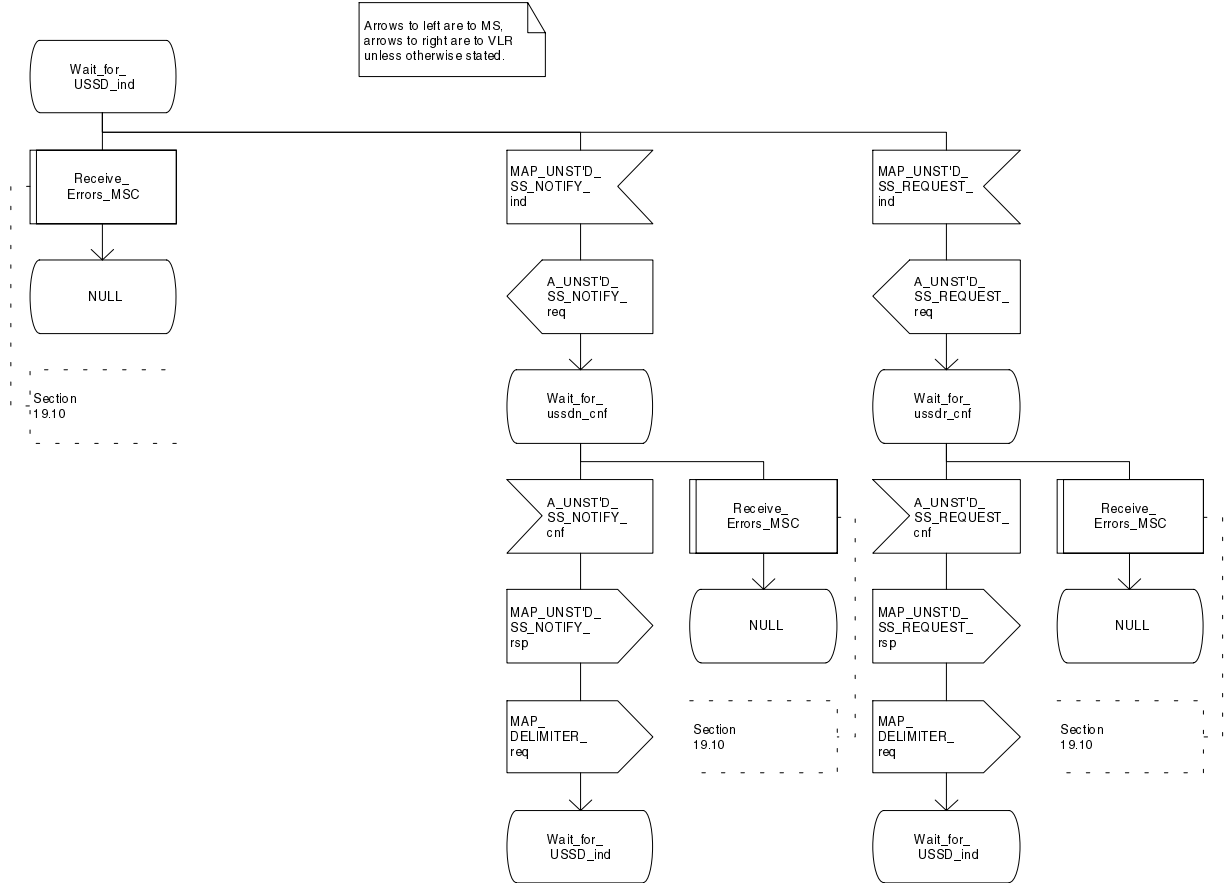 Arrows to left are to MS,
arrows to right are to VLR
unless otherwise stated.
Wait_for_
USSD_ind
Receive_
Errors_MSC
NULL
Section
19.10
MAP_UNST'D_
SS_NOTIFY_
ind
A_UNST'D_
SS_NOTIFY_
req
Wait_for_
ussdn_cnf
A_UNST'D_
SS_NOTIFY_
cnf
MAP_UNST'D_
SS_NOTIFY_
rsp
MAP_
DELIMITER_
req
Wait_for_
USSD_ind
Receive_
Errors_MSC
NULL
Section
19.10
MAP_UNST'D_
SS_REQUEST_
ind
A_UNST'D_
SS_REQUEST_
req
Wait_for_
ussdr_cnf
A_UNST'D_
SS_REQUEST_
cnf
MAP_UNST'D_
SS_REQUEST_
rsp
MAP_
DELIMITER_
req
Wait_for_
USSD_ind
Receive_
Errors_MSC
NULL
Section
19.10